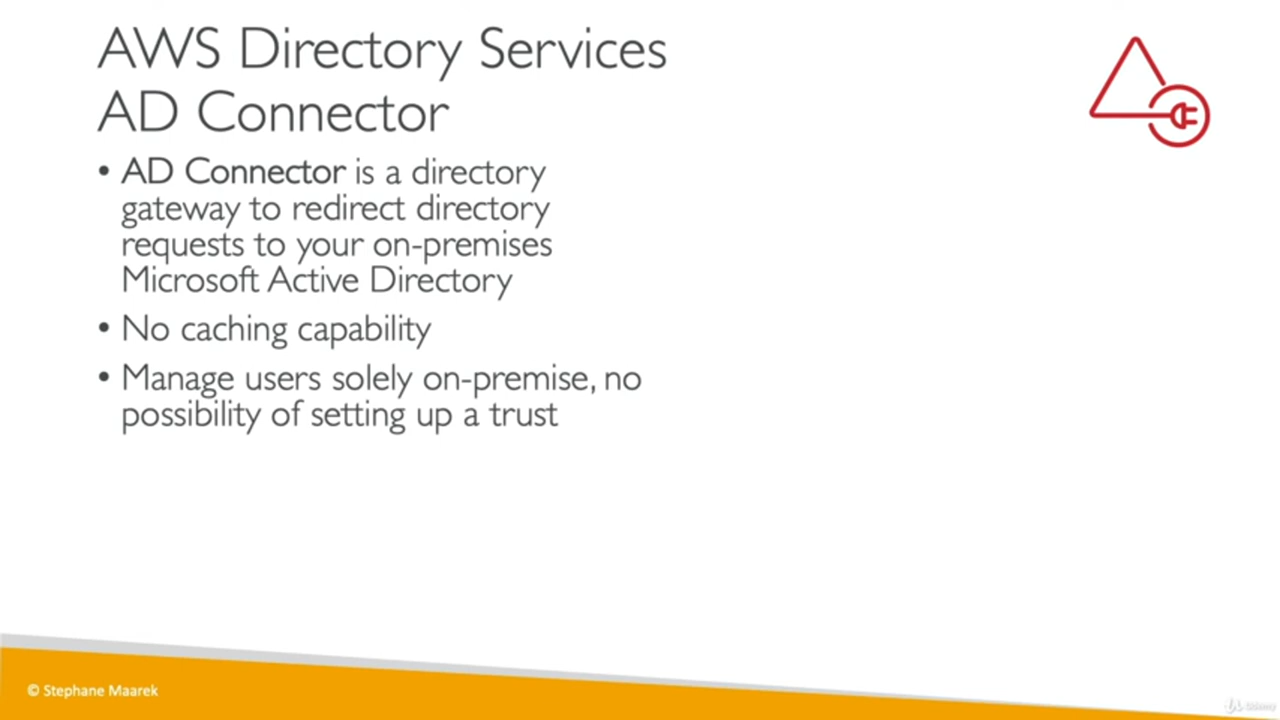 AWS Directory Services
AD Connector
• AD Connector is a directory
gateway to redirect directory
requests to your on-premises
Microsoft Active Directory
• No caching capability
• Manage users solely on-premise, no
possibility of setting up a trust
© Stephane Maarek
Udemy